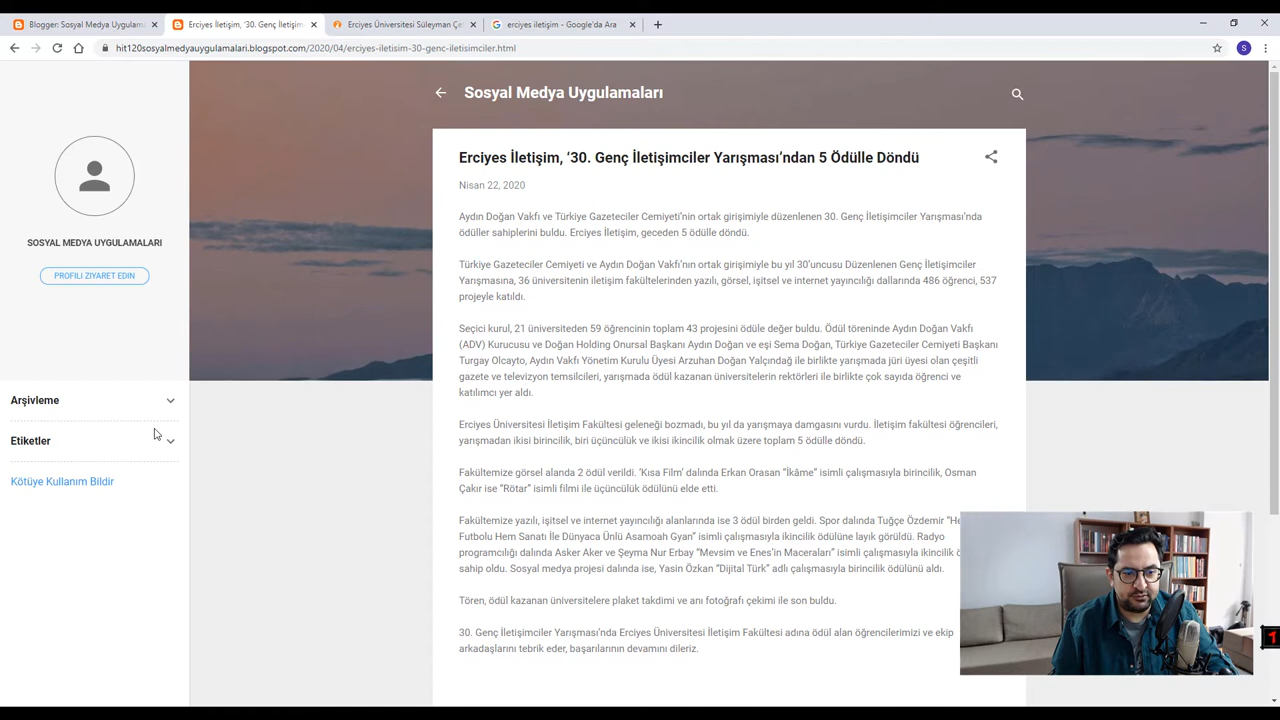 Blogger: Sosyal Medya Uygulama
Erciyes İletişim, '30. Genç İletişim
Erciyes Üniversitesi Süleyman Çe
erciyes iletişim - Google'da Ara
hit120sosyalmedyauygulamalari.blogspot.com/2020/04/erciyes-iletisim-30-genc-iletisimciler.html
S
Sosyal Medya Uygulamaları
SOSYAL MEDYA UYGULAMALARI
PROFILI ZIYARET EDIN
Arşivleme
Etiketler
Kötüye Kullanım Bildir
Erciyes İletişim, ‘30. Genç İletişimciler Yarışması’ndan 5 Ödülle Döndü
Nisan 22, 2020
Aydın Doğan Vakfı ve Türkiye Gazeteciler Cemiyeti’nin ortak girişimiyle düzenlenen 30. Genç İletişimciler Yarışması’nda
ödüller sahiplerini buldu. Erciyes İletişim, geceden 5 ödülle döndü.
Türkiye Gazeteciler Cemiyeti ve Aydın Doğan Vakfı’nın ortak girişimiyle bu yıl 30’uncusu Düzenlenen Genç İletişimciler
Yarışmasına, 36 üniversitenin iletişim fakültelerinden yazılı, görsel, işitsel ve internet yayıncılığı dallarında 486 öğrenci, 537
projeyle katıldı.
Seçici kurul, 21 üniversiteden 59 öğrencinin toplam 43 projesini ödüle değer buldu. Ödül töreninde Aydın Doğan Vakfı
(ADV) Kurucusu ve Doğan Holding Onursal Başkanı Aydın Doğan ve eşi Sema Doğan, Türkiye Gazeteciler Cemiyeti Başkanı
Turgay Olcayto, Aydın Vakfı Yönetim Kurulu Üyesi Arzuhan Doğan Yalçındağ ile birlikte yarışmada jüri üyesi olan çeşitli
gazete ve televizyon temsilcileri, yarışmada ödül kazanan üniversitelerin rektörleri ile birlikte çok sayıda öğrenci ve
katılımcı yer aldı.
Erciyes Üniversitesi İletişim Fakültesi geleneği bozmadı, bu yıl da yarışmaya damgasını vurdu. İletişim fakültesi öğrencileri,
yarışmadan ikisi birincilik, biri üçüncülük ve ikisi ikincilik olmak üzere toplam 5 ödülle döndü.
Fakültemize görsel alanda 2 ödül verildi. ‘Kısa Film’ dalında Erkan Orasan “İkâme” isimli çalışmasıyla birincilik, Osman
Çakır ise “Rötar” isimli filmi ile üçüncülük ödülünü elde etti.
Fakültemize yazılı, işitsel ve internet yayıncılığı alanlarında ise 3 ödül birden geldi. Spor dalında Tuğçe Özdemir “He
Futbolu Hem Sanatı İle Dünyaca Ünlü Asamoah Gyan” isimli çalışmasıyla ikincilik ödülüne layık görüldü. Radyo
programcılığı dalında Asker Aker ve Şeyma Nur Erbay “Mevsim ve Enes’in Maceraları” isimli çalışmasıyla ikincilik ö
sahip oldu. Sosyal medya projesi dalında ise, Yasin Özkan “Dijital Türk” adlı çalışmasıyla birincilik ödülünü aldı.
Tören, ödül kazanan üniversitelere plaket takdimi ve anı fotoğrafı çekimi ile son buldu.
30. Genç İletişimciler Yarışması’nda Erciyes Üniversitesi İletişim Fakültesi adına ödül alan öğrencilerimizi ve ekip
arkadaşlarını tebrik eder, başarılarının devamını dileriz.
1